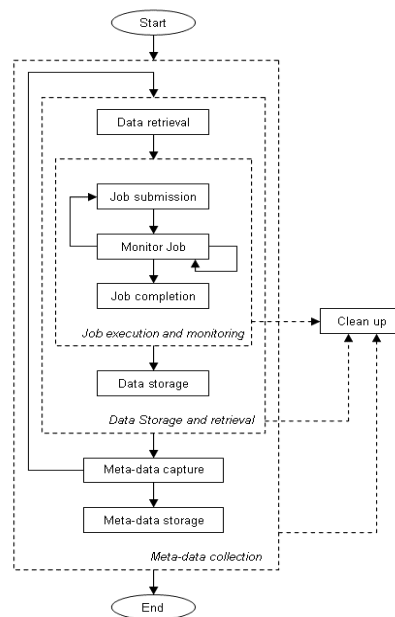 Start
Data retrieval
Job submission
Monitor Job
Job completion
Job execution and monitoring
Clean up
Data storage
Data Storage and retrieval
Meta-data capture
Meta-data storage
Meta-data collection
End